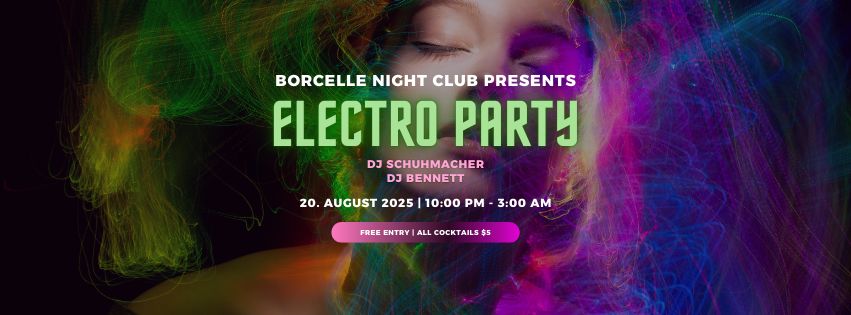 BORCELLE NIGHT CLUB PRESENTS
ELECTRO PARTY
DJ SCHUHMACHER
DJ BENNETT
20. AUGUST 2025 | 10:00 PM - 3:00 AM
FREE ENTRY | ALL COCKTAILS $5